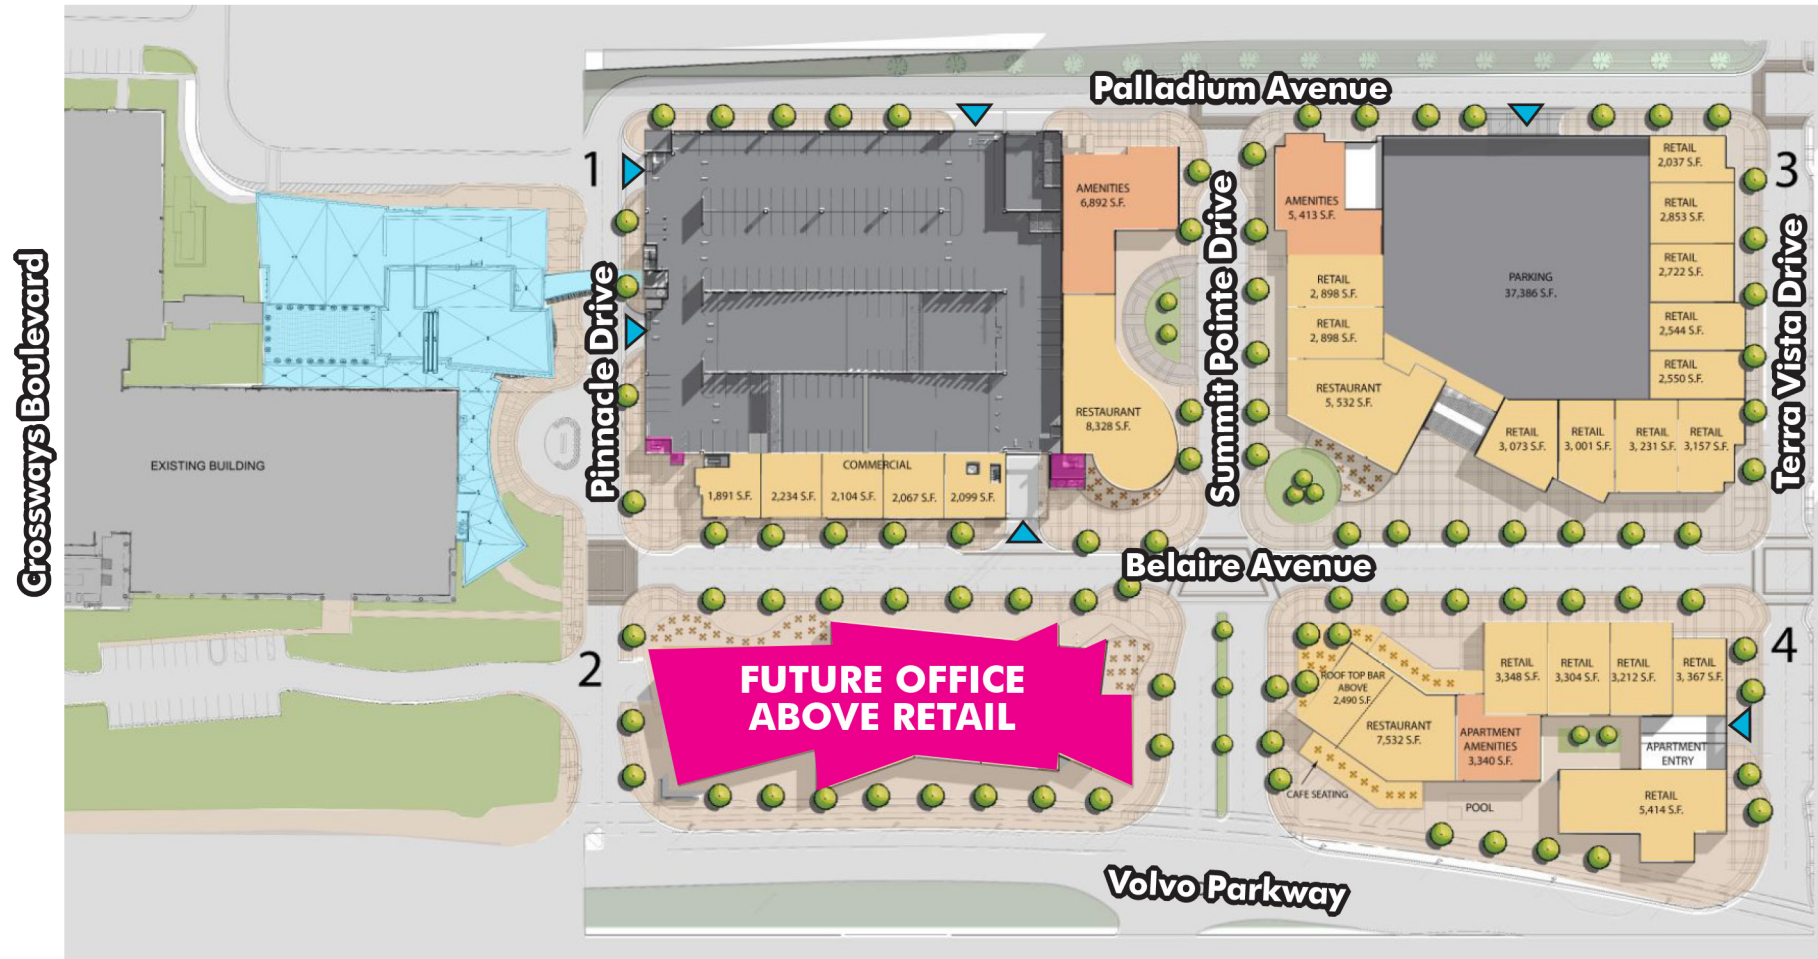 Palladium Avenue
Crossways Boulevard
Pinnacle Drive
Summit Pointe Drive
Terra Vista Drive
Belaire Avenue
Volvo Parkway
EXISTING BUILDING
1
AMENITIES
6,892 S.F.
RESTAURANT
8,328 S.F.
COMMERCIAL
1,891 S.F.
2,234 S.F.
2,104 S.F.
2,067 S.F.
2,099 S.F.
3
AMENITIES
5, 413 S.F.
RETAIL
2, 898 S.F.
RETAIL
2, 898 S.F.
RESTAURANT
5, 532 S.F.
PARKING
37,386 S.F.
RETAIL
2,037 S.F.
RETAIL
2,853 S.F.
RETAIL
2,722 S.F.
RETAIL
2,544 S.F.
RETAIL
2,550 S.F.
RETAIL
3,073 S.F.
RETAIL
3,001 S.F.
RETAIL
3, 231 S.F.
RETAIL
3,157 S.F.
2
FUTURE OFFICE
ABOVE RETAIL
4
ROOF TOP BAR
ABOVE
2,490 S.F.
RESTAURANT
7,532 S.F.
APARTMENT
AMENITIES
3,340 S.F.
RETAIL
3,348 S.F.
RETAIL
3,304 S.F.
RETAIL
3,212 S.F.
RETAIL
3, 367 S.F.
APARTMENT
ENTRY
CAFE SEATING
POOL
RETAIL
5,414 S.F.